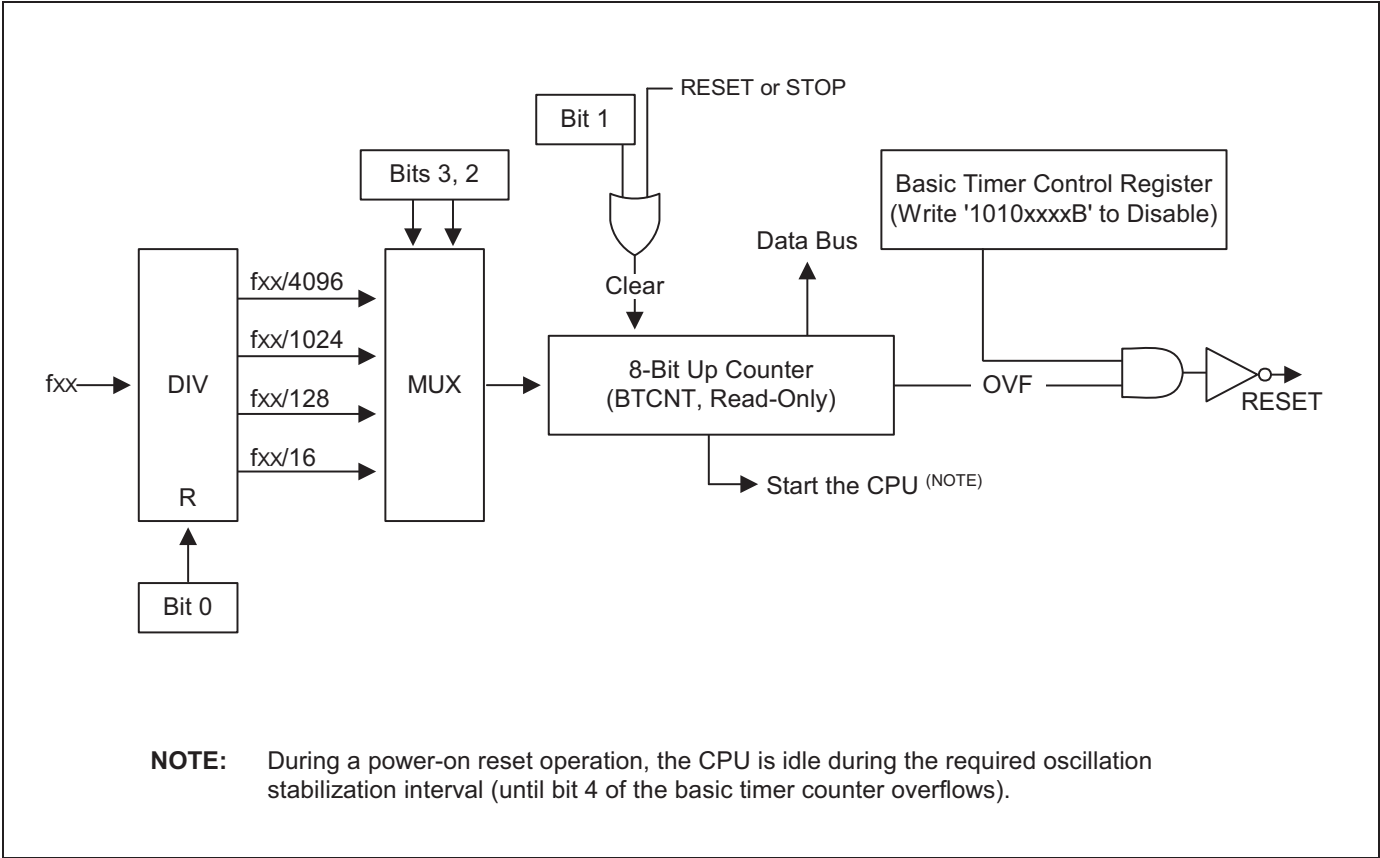 RESET or STOP
Bit 1
Bits 3, 2
Basic Timer Control Register
(Write '1010xxxxB' to Disable)
Data Bus
Clear
fxx/4096
fxx/1024
fxx/128
fxx/16
fxx
DIV
R
MUX
8-Bit Up Counter
(BTCNT, Read-Only)
OVF
RESET
Start the CPU (NOTE)
Bit 0
NOTE: During a power-on reset operation, the CPU is idle during the required oscillation
stabilization interval (until bit 4 of the basic timer counter overflows).